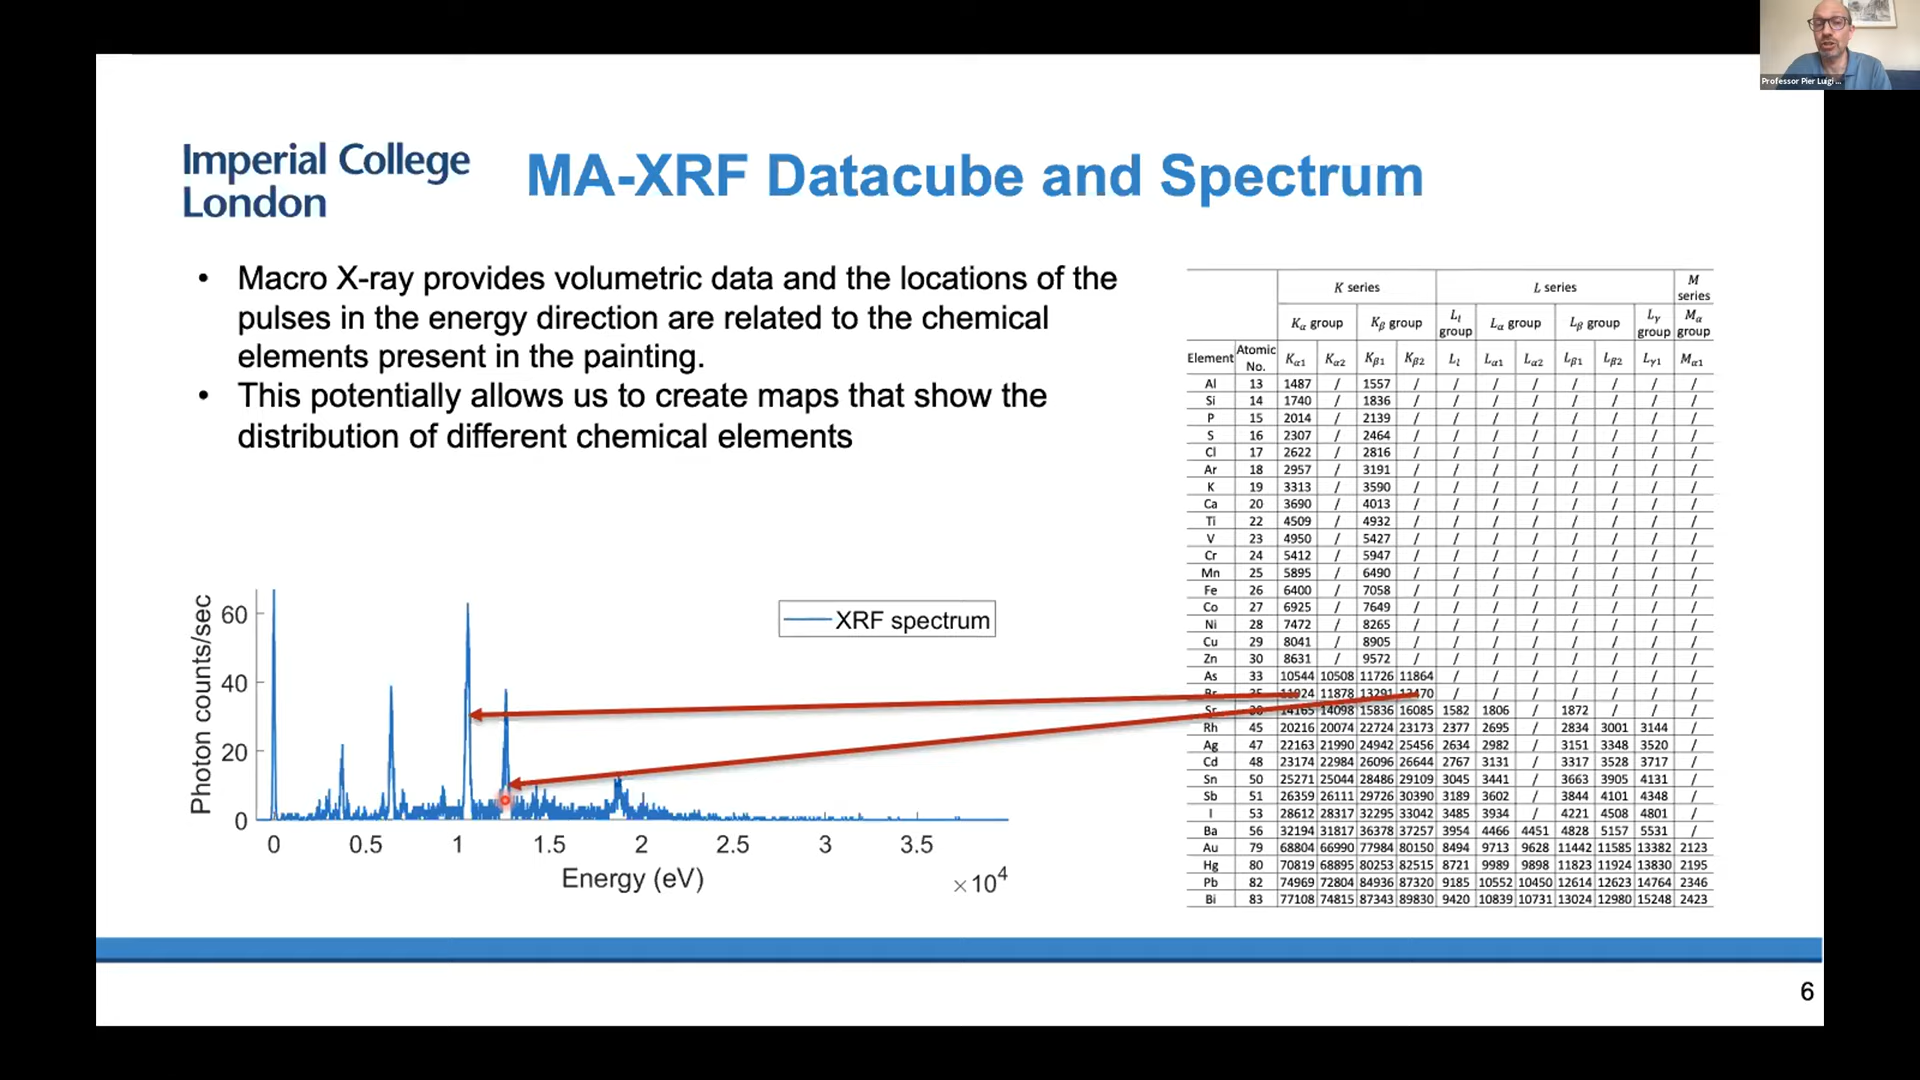 Professor Pier Luigi ...
Imperial College
London
MA-XRF Datacube and Spectrum
• Macro X-ray provides volumetric data and the locations of the
pulses in the energy direction are related to the chemical
elements present in the painting.
• This potentially allows us to create maps that show the
distribution of different chemical elements
K series L series M series
Kα group Kβ group Ll group Lα group Lβ group Lγ group Mα group
Element Atomic No. Kα1 Kα2 Kβ1 Kβ2 Ll Lα1 Lα2 Lβ1 Lβ2 Lγ1 Mα1
Al 13 1487 / 1557 / / / / / / / /
Si 14 1740 / 1836 / / / / / / / /
P 15 2014 / 2139 / / / / / / / /
S 16 2307 / 2464 / / / / / / / /
Cl 17 2622 / 2816 / / / / / / / /
Ar 18 2957 / 3191 / / / / / / / /
K 19 3313 / 3590 / / / / / / / /
Ca 20 3690 / 4013 / / / / / / / /
Ti 22 4509 / 4932 / / / / / / / /
V 23 4950 / 5427 / / / / / / / /
Cr 24 5412 / 5947 / / / / / / / /
Mn 25 5895 / 6490 / / / / / / / /
Fe 26 6400 / 7058 / / / / / / / /
Co 27 6925 / 7649 / / / / / / / /
Ni 28 7472 / 8265 / / / / / / / /
Cu 29 8041 / 8905 / / / / / / / /
Zn 30 8631 / 9572 / / / / / / / /
As 33 10544 10508 11726 11864 / / / / / / /
Br 11878 13291 / / / / / / /
Sr 14165 14098 15836 16085 1582 1806 / 1872 / / /
Rh 45 20216 20074 22724 23173 2377 2695 / 2834 3001 3144 /
Ag 47 22163 21990 24942 25456 2634 2982 / 3151 3348 3520 /
Cd 48 23174 22984 26096 26644 2767 3131 / 3317 3528 3717 /
Sn 50 25271 25044 28486 29109 3045 3441 / 3663 3905 4131 /
Sb 51 26359 26111 29726 30390 3189 3602 / 3844 4101 4348 /
I 53 28612 28317 32295 33042 3485 3934 / 4221 4508 4801 /
Ba 56 32194 31817 36378 37257 3954 4466 4451 4828 5157 5531 /
Au 79 68804 66990 77984 80150 8494 9713 9628 11442 11585 13382 2123
Hg 80 70819 68895 80253 82515 8721 9989 9898 11823 11924 13830 2195
Pb 82 74969 72804 84936 87320 9185 10552 10450 12614 12623 14764 2346
Bi 83 77108 74815 87343 89830 9420 10839 10731 13024 12980 15248 2423
Photon counts/sec
60
40
20
0
XRF spectrum
0 0.5 1 1.5 2 2.5 3 3.5
Energy (eV)
×10⁴
6